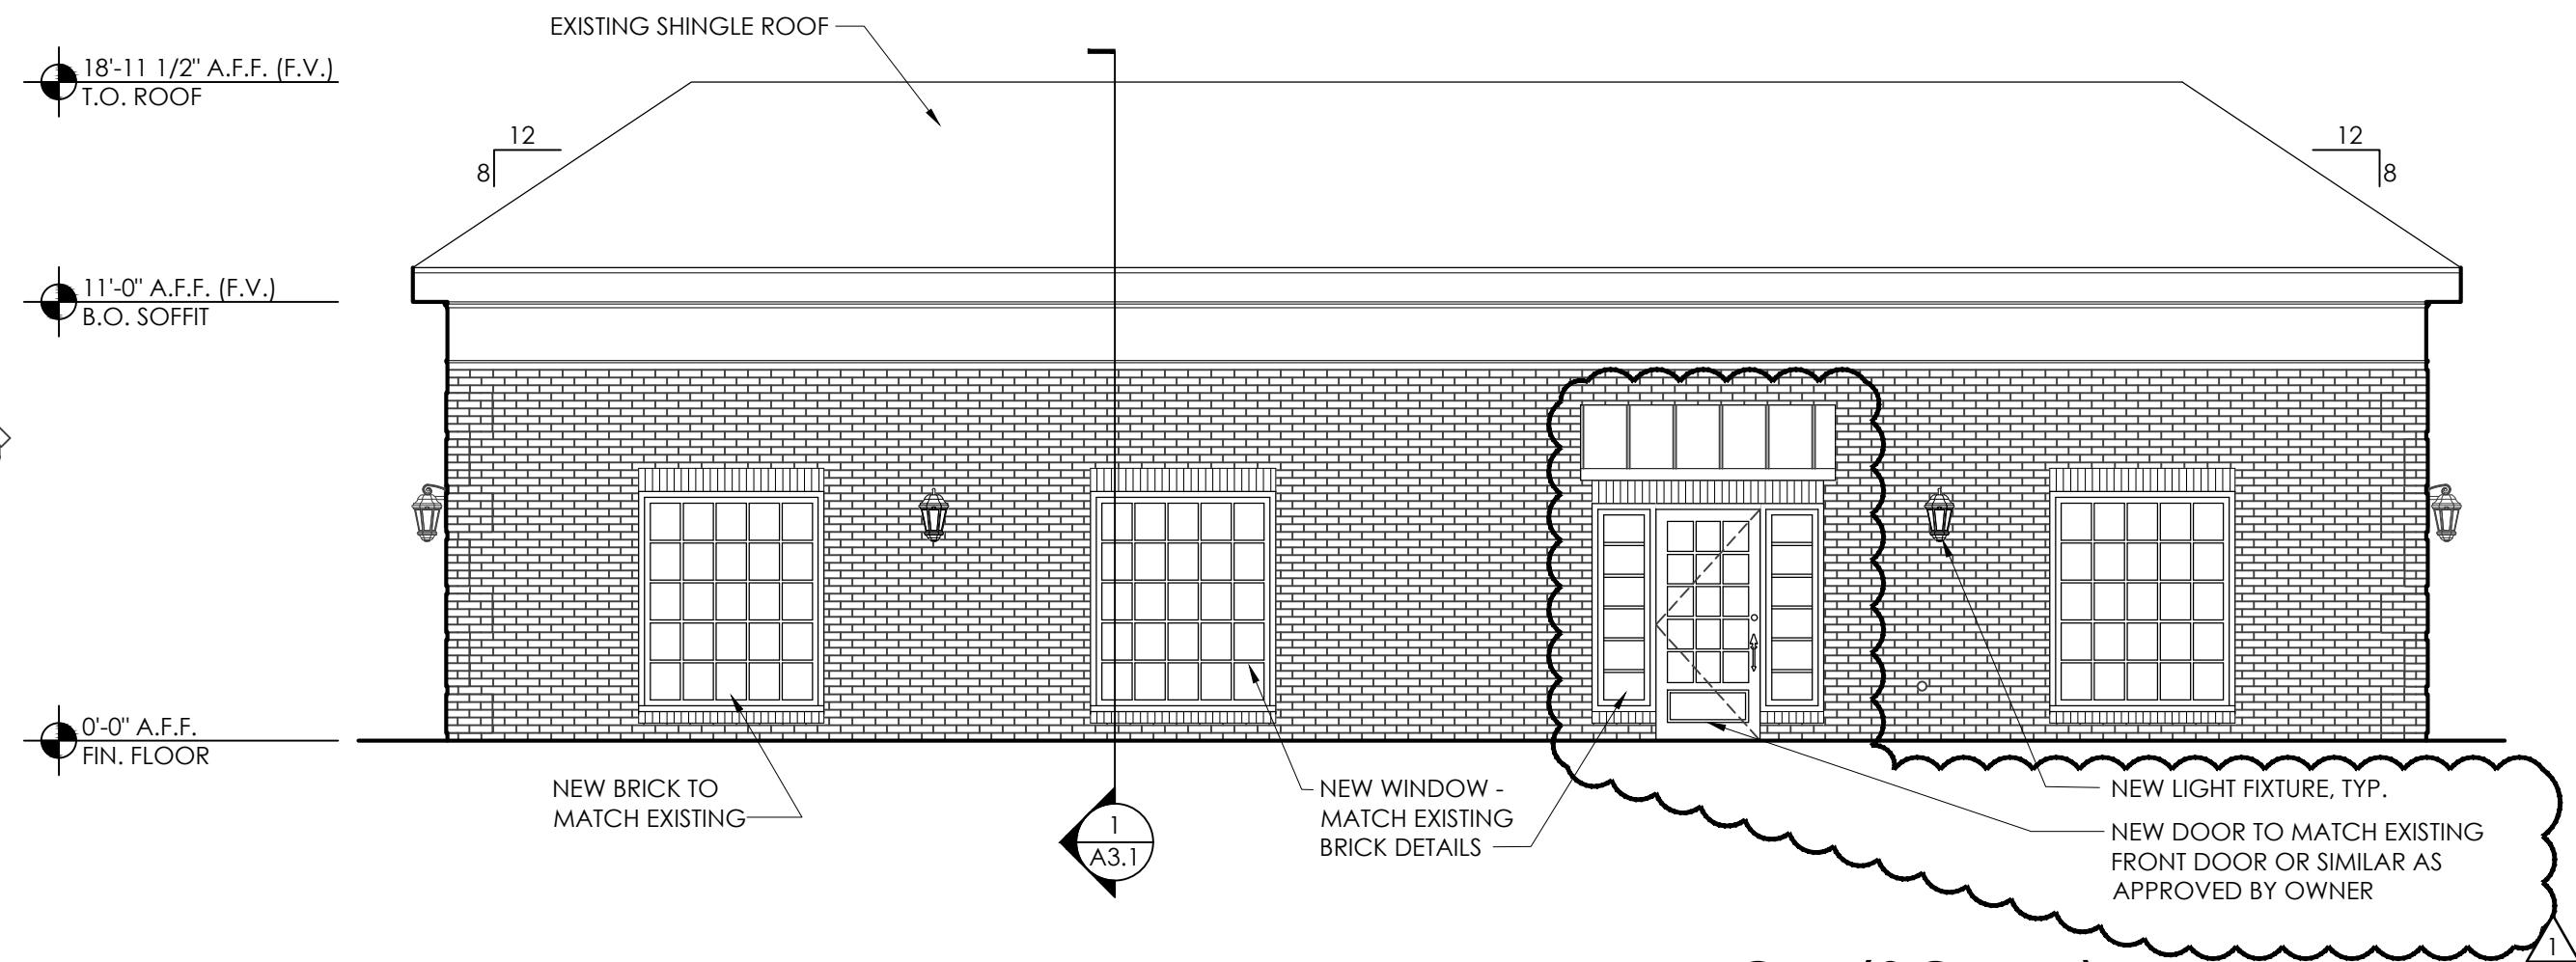 EXISTING SHINGLE ROOF
18'-11 1/2" A.F.F. (F.V.)
T.O. ROOF
12
8
12
8
11'-0" A.F.F. (F.V.)
B.O. SOFFIT
0'-0" A.F.F.
FIN. FLOOR
NEW BRICK TO
MATCH EXISTING
1
A3.1
NEW WINDOW -
MATCH EXISTING
BRICK DETAILS
NEW LIGHT FIXTURE, TYP.
NEW DOOR TO MATCH EXISTING
FRONT DOOR OR SIMILAR AS
APPROVED BY OWNER
1